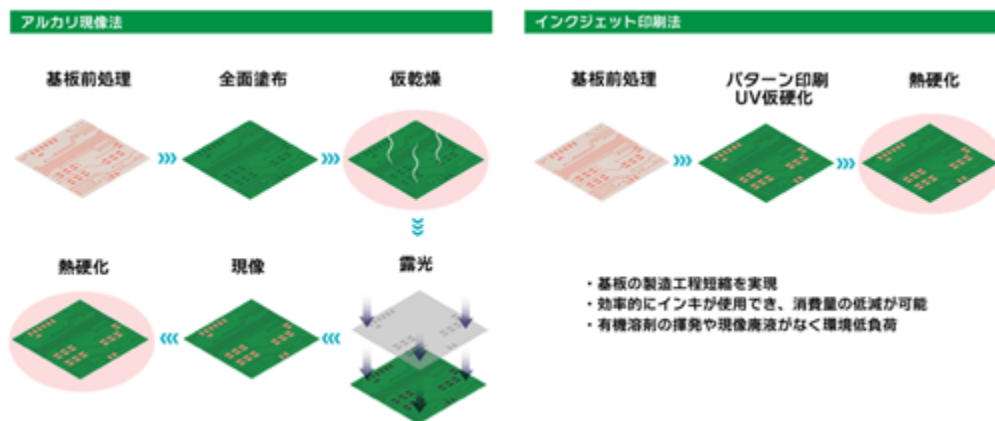 アルカリ現像法
基板前処理
全面塗布
仮乾燥
露光
現像
熱硬化
インクジェット印刷法
基板前処理
パターン印刷
UV仮硬化
熱硬化
・基板の製造工程短縮を実現
・効率的にインキが使用でき、消費量の低減が可能
・有機溶剤の揮発や現像廃液がなく環境低負荷